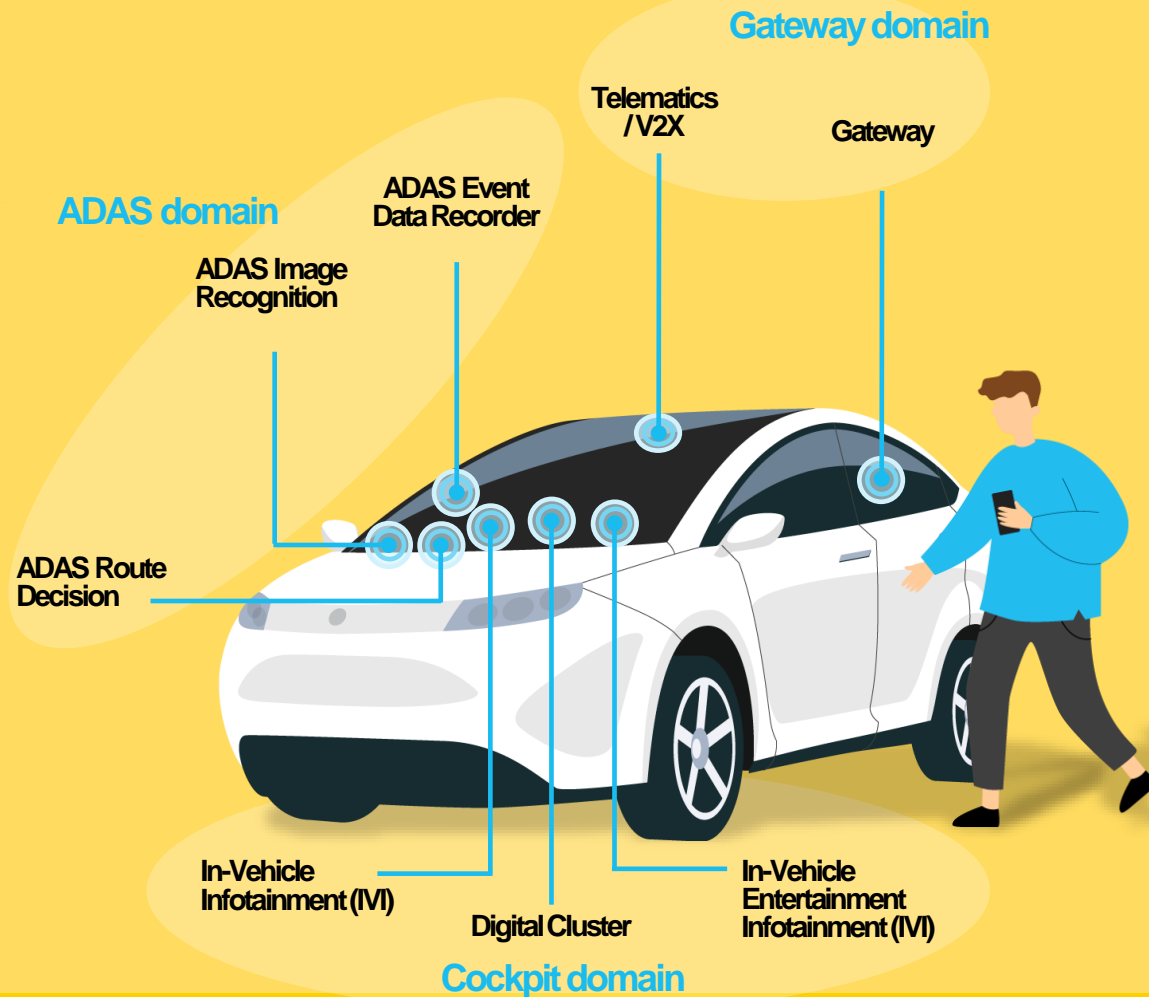 Gateway domain
Telematics
/ V2X
Gateway
ADAS domain
ADAS Event
Data Recorder
ADAS Image
Recognition
ADAS Route
Decision
In-Vehicle
Infotainment (IVI)
Digital Cluster
In-Vehicle
Entertainment
Infotainment (IVI)
Cockpit domain